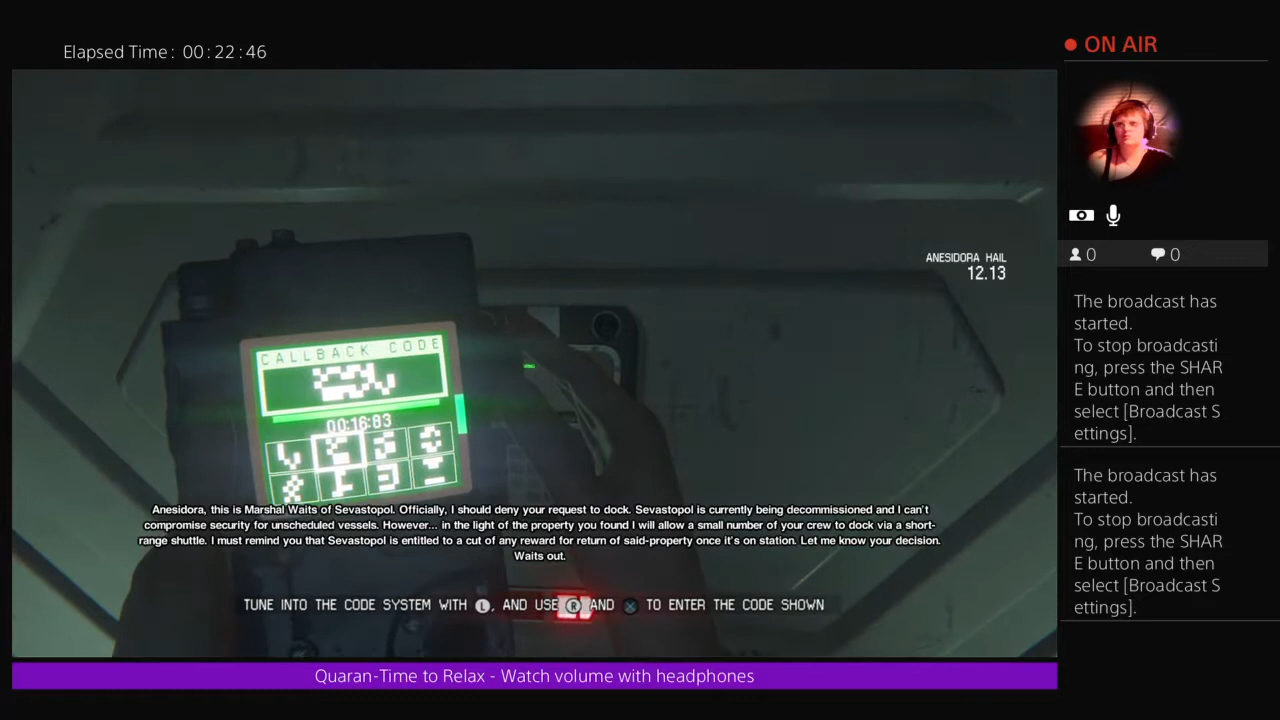 Elapsed Time: 00:22:46
ON AIR
ANESIDORA HAIL
12.13
0
0
CALLBACK CODE
00:16:83
The broadcast has
started.
To stop broadcasti
ng, press the SHAR
E button and then
select [Broadcast S
ettings].
The broadcast has
started.
To stop broadcasti
ng, press the SHAR
E button and then
select [Broadcast S
ettings].
Anesidora, this is Marshal Waits of Sevastopol. Officially, I should deny your request to dock. Sevastopol is currently being decommissioned and I can't
compromise security for unscheduled vessels. However... in the light of the property you found I will allow a small number of your crew to dock via a short-
range shuttle. I must remind you that Sevastopol is entitled to a cut of any reward for return of said-property once it's on station. Let me know your decision.
Waits out.
TUNE INTO THE CODE SYSTEM WITH L, AND USE R AND X TO ENTER THE CODE SHOWN
Quaran-Time to Relax - Watch volume with headphones